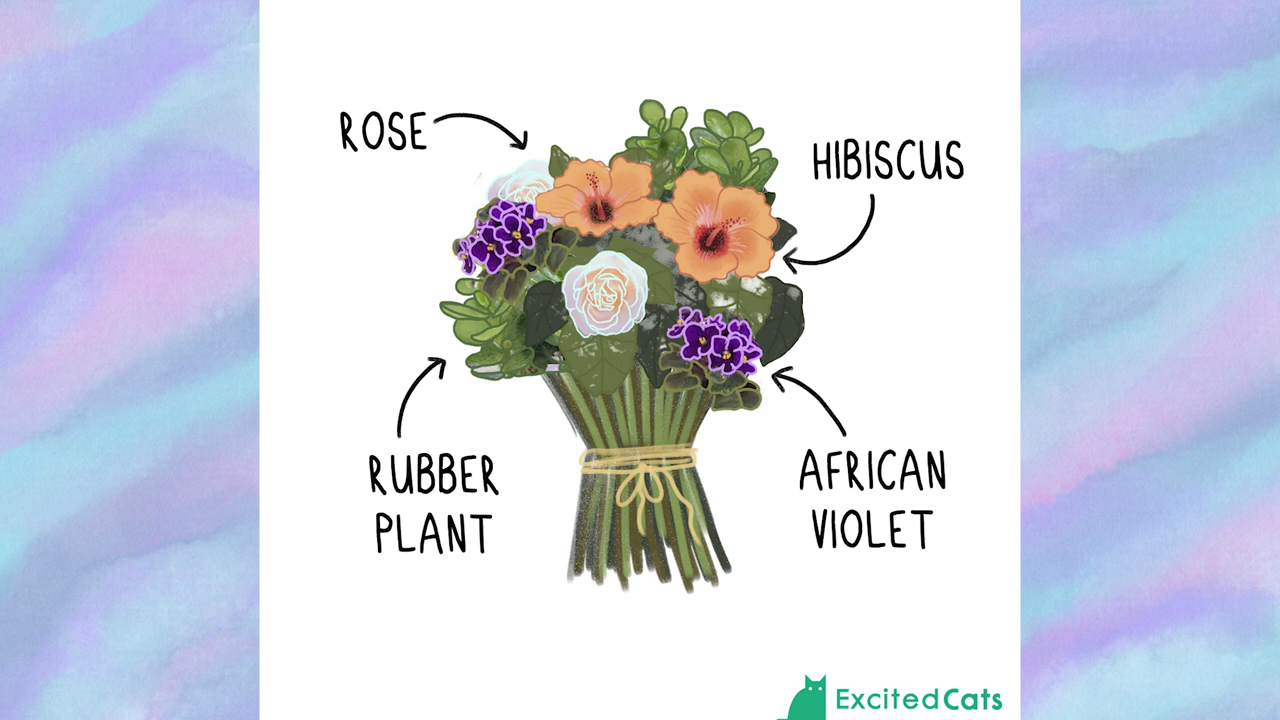 ROSE
HIBISCUS
RUBBER
PLANT
AFRICAN
VIOLET
ExcitedCats